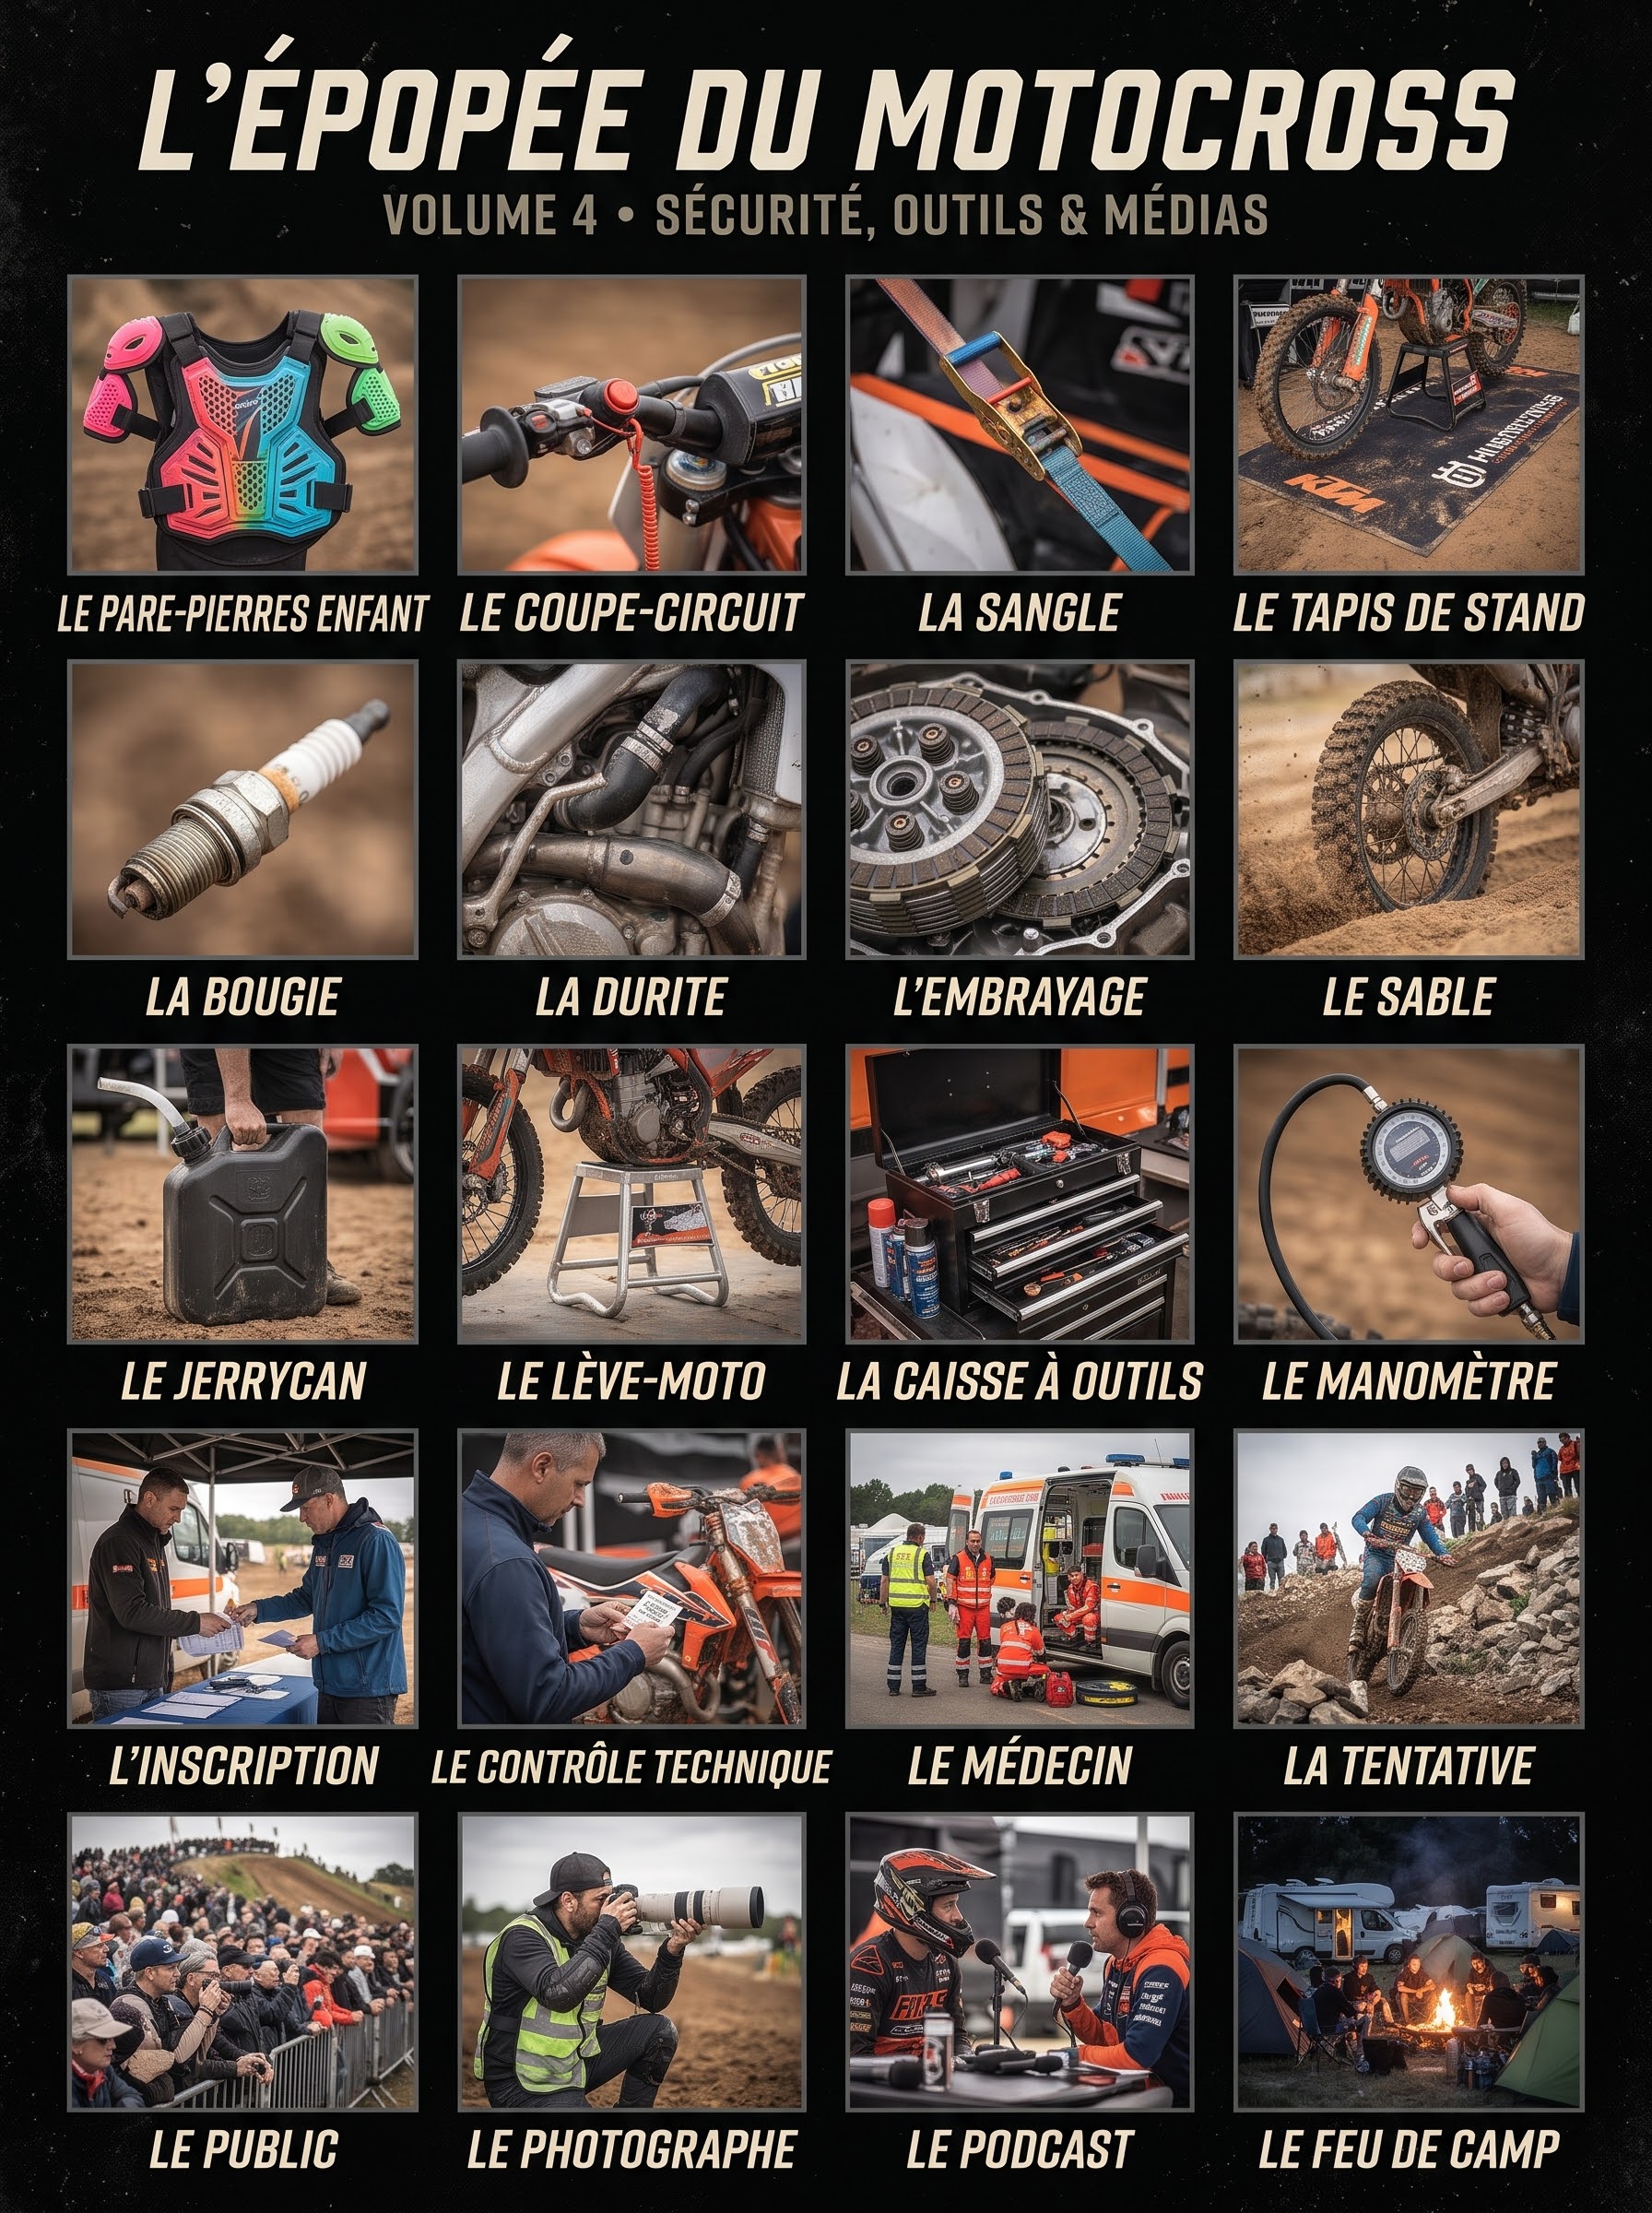 L'ÉPOPÉE DU MOTOCROSS
VOLUME 4 • SÉCURITÉ, OUTILS & MÉDIAS
KTM
LE PARE-PIERRES ENFANT
LE COUPE-CIRCUIT
LA SANGLE
LE TAPIS DE STAND
LA BOUGIE
LA DURITE
L'EMBRAYAGE
LE SABLE
LE JERRYCAN
LE LÈVE-MOTO
LA CAISSE À OUTILS
LE MANOMÈTRE
L'INSCRIPTION
LE CONTRÔLE TECHNIQUE
LE MÉDECIN
LA TENTATIVE
LE PUBLIC
LE PHOTOGRAPHE
LE PODCAST
LE FEU DE CAMP